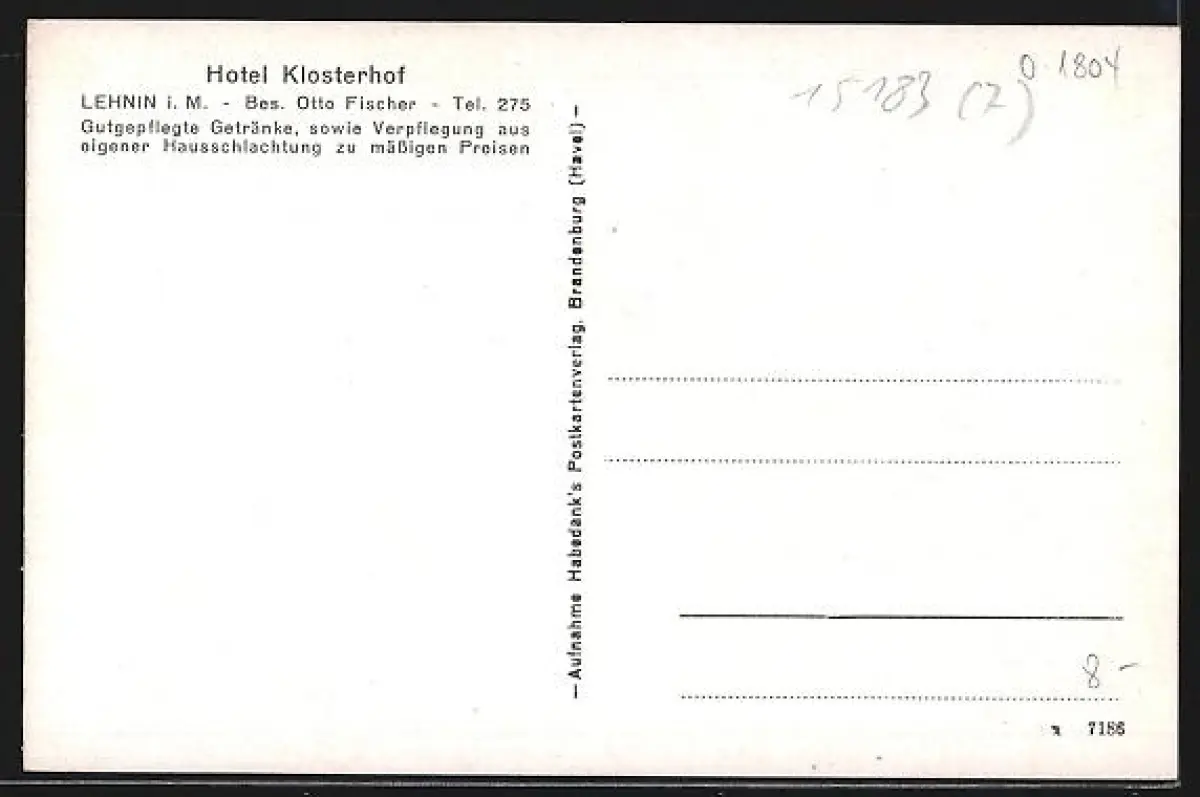 Hotel Klosterhof
LEHNIN i. M. - Bes. Otto Fischer - Tel. 275
Gutgepflegte Getränke, sowie Verpflegung aus
eigener Hausschlachtung zu mäßigen Preisen
—Aufnahme Habedank's Postkartenverlag, Brandenburg (Havel)—
0.1804
15183 (7)
8.-
7186